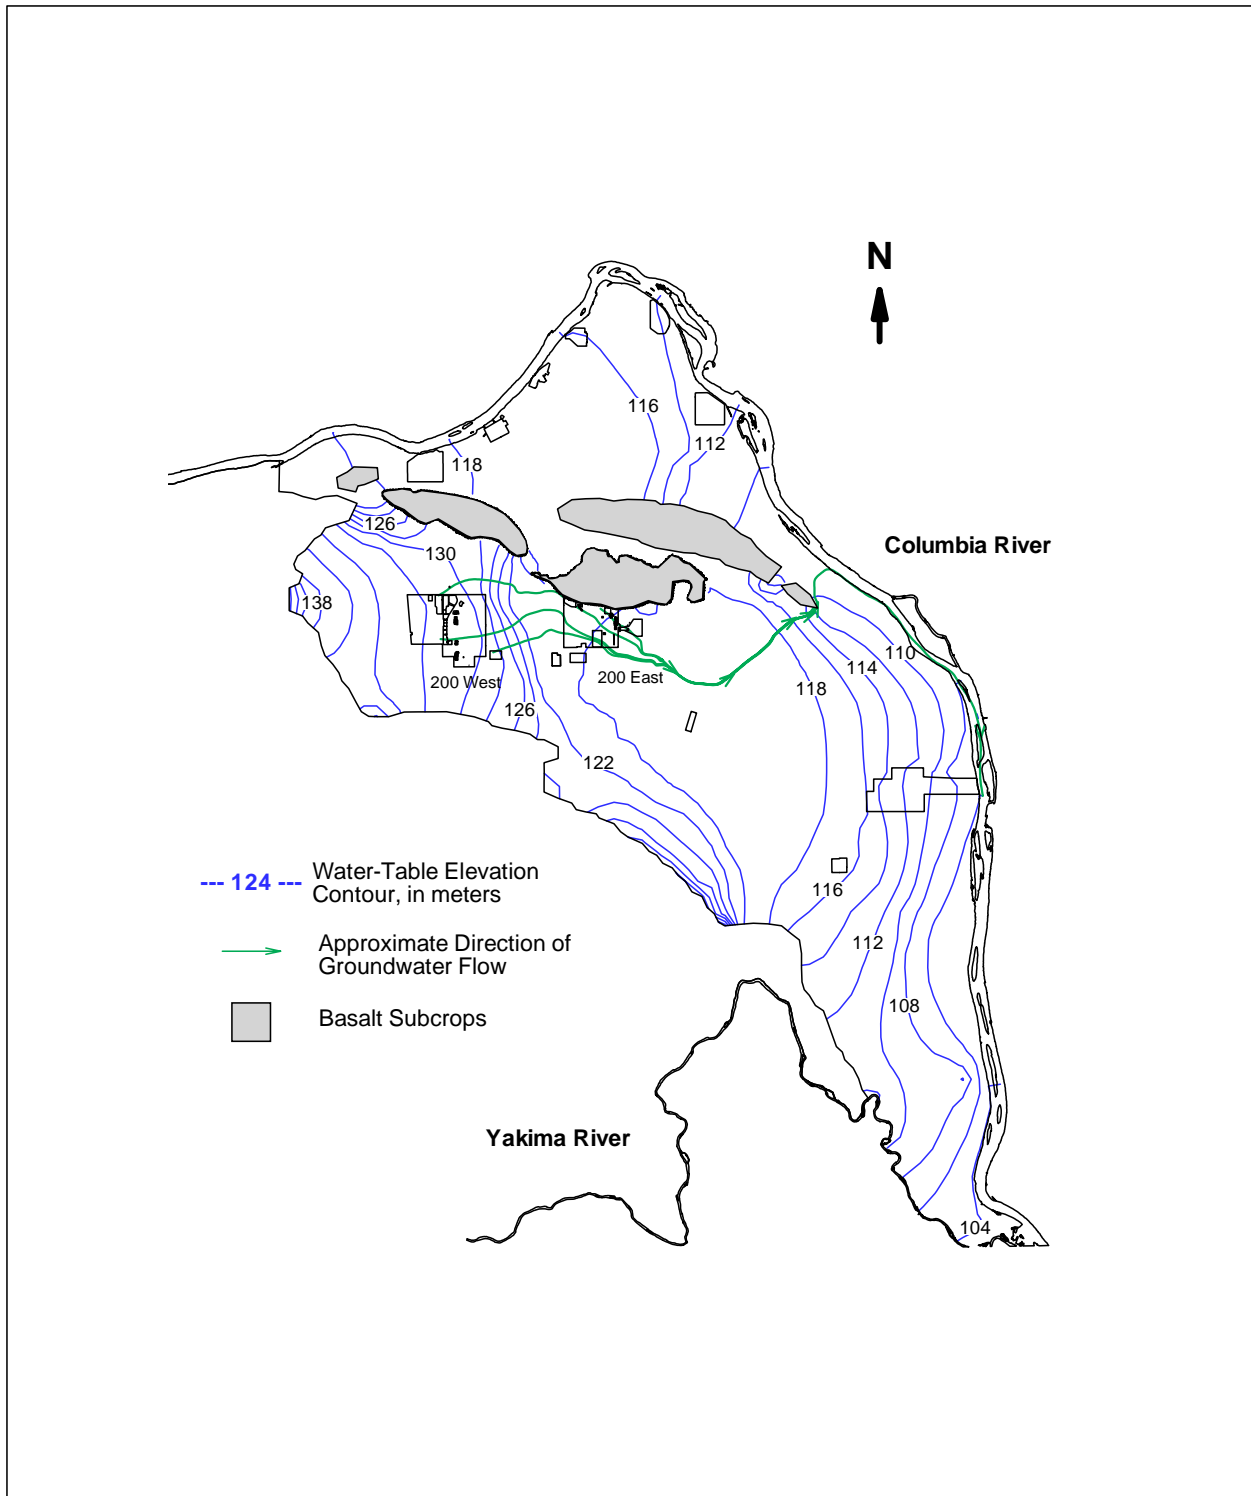 N
116
112
118
Columbia River
126
130
138
110
114
118
200 West
200 East
126
122
--- 124 ---
Water-Table Elevation
Contour, in meters
116
Approximate Direction of
Groundwater Flow
112
Basalt Subcrops
108
Yakima River
104